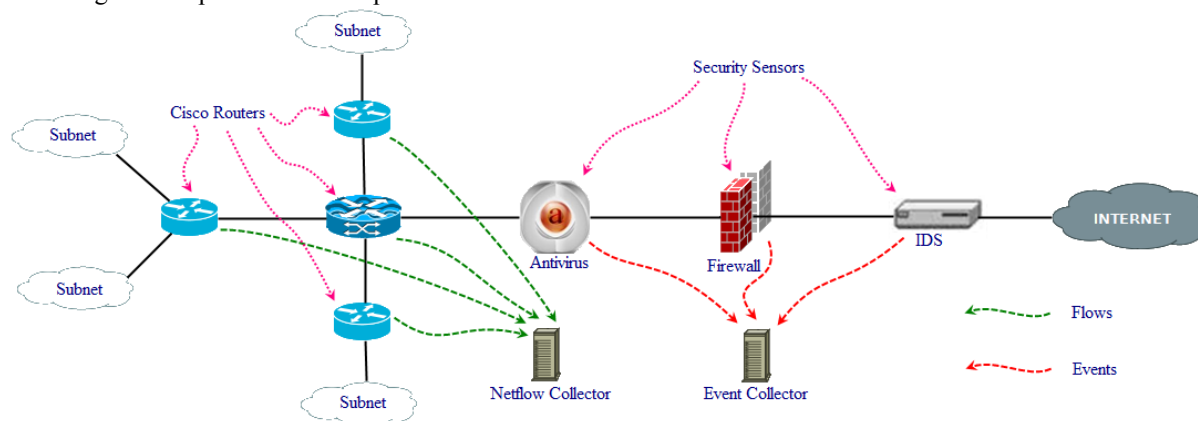 Subnet
Security Sensors
Cisco Routers
Subnet
a
INTERNET
IDS
Antivirus
Firewall
Subnet
Flows
Events
Netflow Collector
Event Collector
Subnet